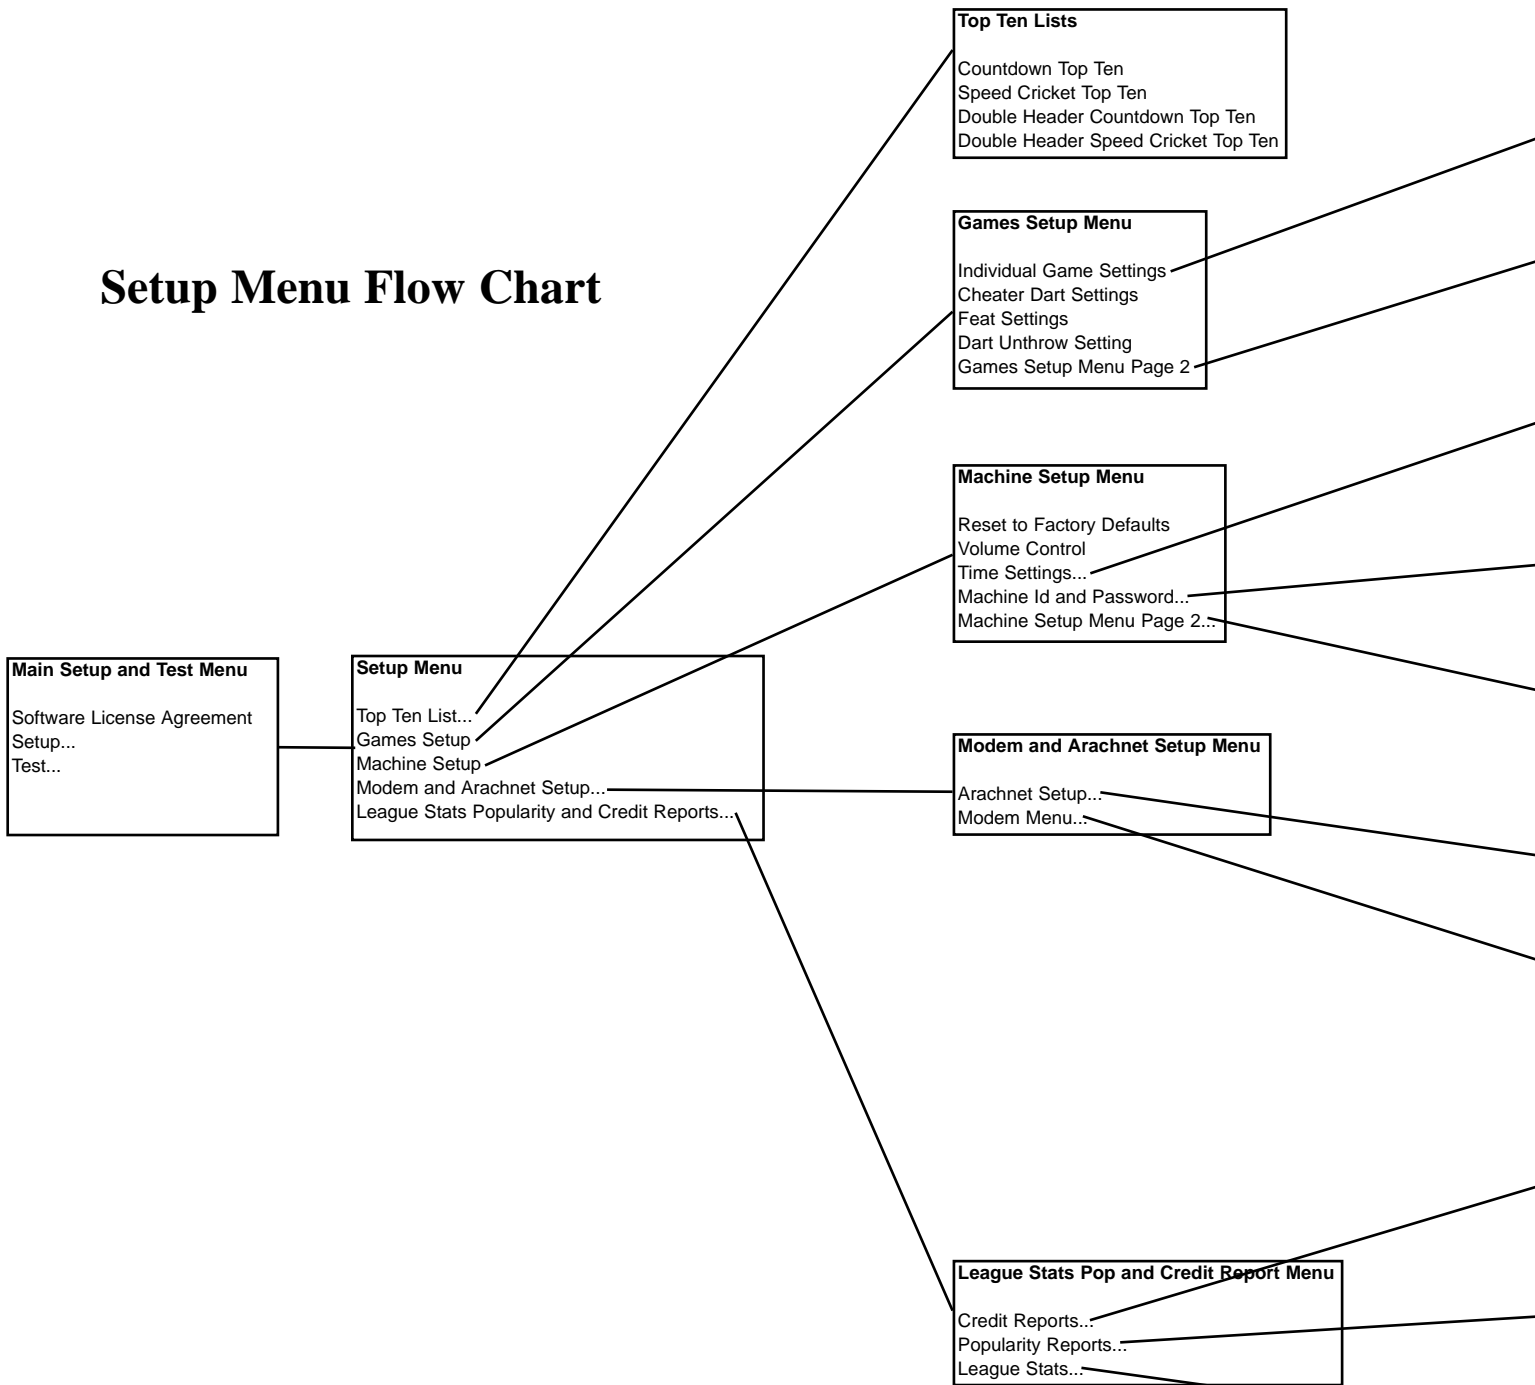 Setup Menu Flow Chart
Main Setup and Test Menu
Software License Agreement
Setup...
Test...
Setup Menu
Top Ten List...
Games Setup
Machine Setup
Modem and Arachnet Setup...
League Stats Popularity and Credit Reports...
Top Ten Lists
Countdown Top Ten
Speed Cricket Top Ten
Double Header Countdown Top Ten
Double Header Speed Cricket Top Ten
Games Setup Menu
Individual Game Settings
Cheater Dart Settings
Feat Settings
Dart Unthrow Setting
Games Setup Menu Page 2
Machine Setup Menu
Reset to Factory Defaults
Volume Control
Time Settings...
Machine Id and Password...
Machine Setup Menu Page 2...
Modem and Arachnet Setup Menu
Arachnet Setup...
Modem Menu...
League Stats Pop and Credit Report Menu
Credit Reports...
Popularity Reports...
League Stats...